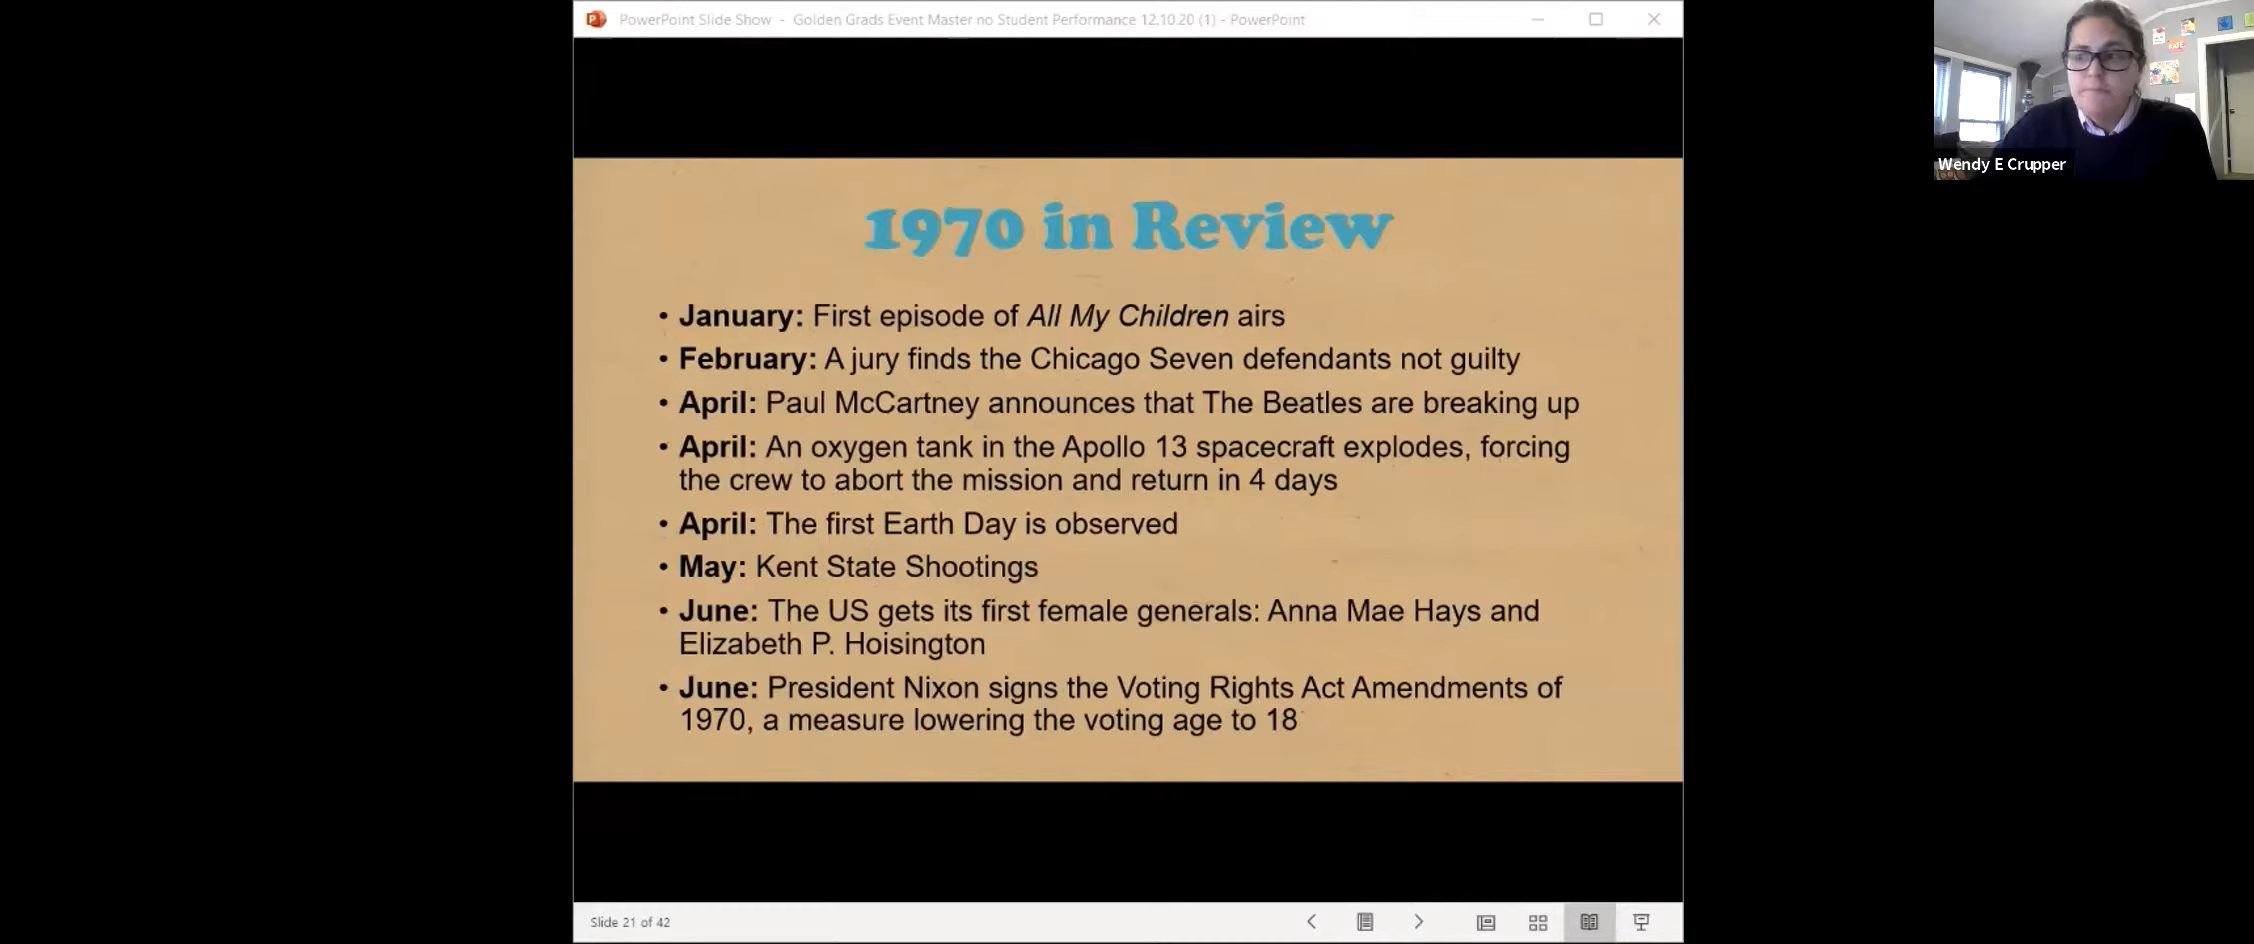 PowerPoint Slide Show - Golden Grads Event Master no Student Performance 12.10.20 (1) - PowerPoint
1970 in Review
• January: First episode of All My Children airs
• February: A jury finds the Chicago Seven defendants not guilty
• April: Paul McCartney announces that The Beatles are breaking up
• April: An oxygen tank in the Apollo 13 spacecraft explodes, forcing
the crew to abort the mission and return in 4 days
• April: The first Earth Day is observed
• May: Kent State Shootings
• June: The US gets its first female generals: Anna Mae Hays and
Elizabeth P. Hoisington
• June: President Nixon signs the Voting Rights Act Amendments of
1970, a measure lowering the voting age to 18
Slide 21 of 42
Wendy E Crupper